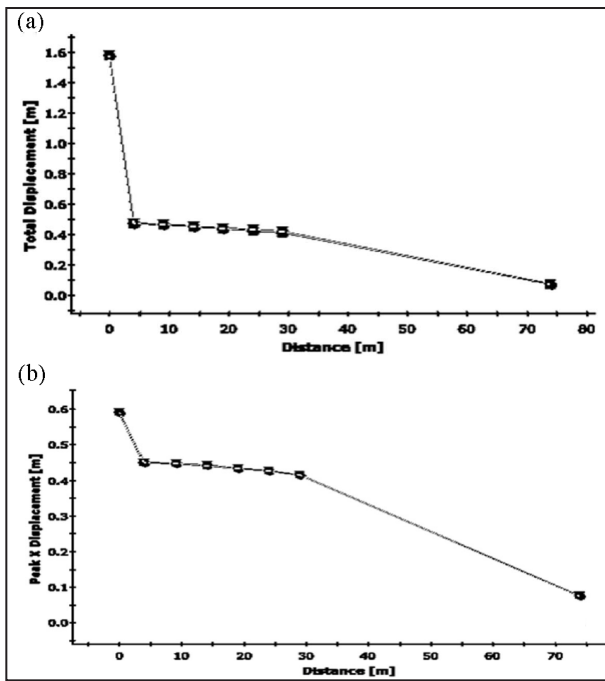 (a)
1.6
1.4
1.2
1.0
0.8
0.6
0.4
0.2
0.0
Total Displacement [m]
0 10 20 30 40 50 60 70 80
Distance [m]
(b)
0.6
0.5
0.4
0.3
0.2
0.1
0.0
Peak X Displacement [m]
0 10 20 30 40 50 60 70
Distance [m]